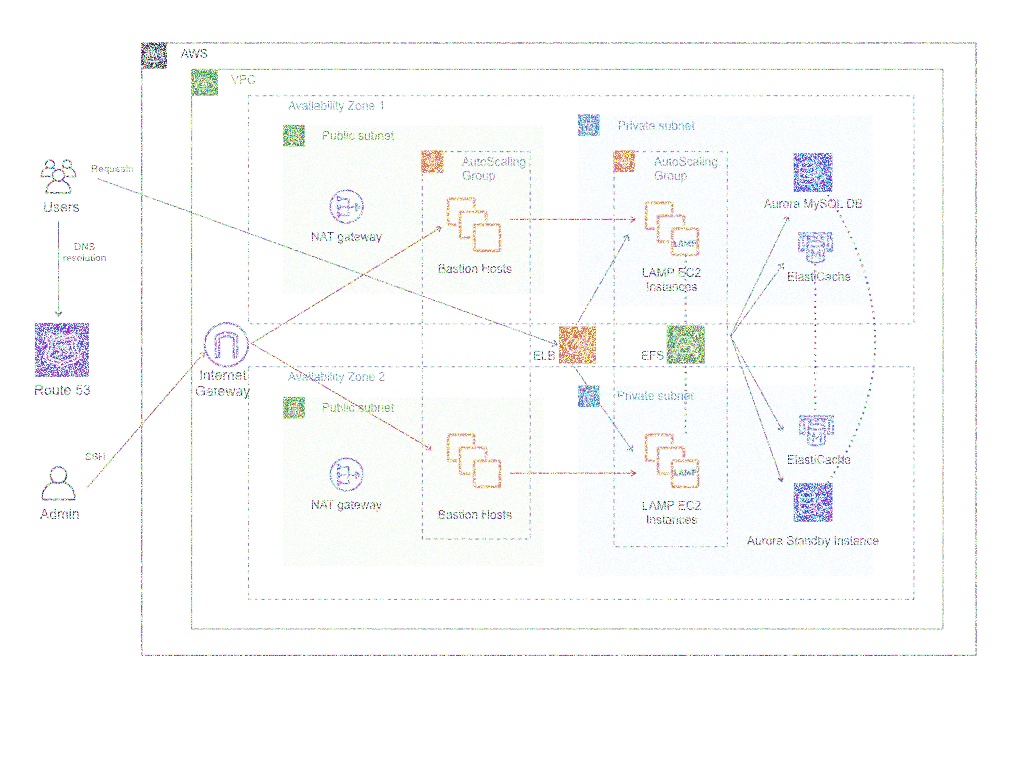 AWS
VPC
Availability Zone 1
Public subnet
Private subnet
AutoScaling
Group
AutoScaling
Group
Requests
Users
NAT gateway
Aurora MySQL DB
DNS
resolution
Bastion Hosts
LAMP
LAMP EC2
Instances
ElastiCache
ELB
EFS
Route 53
Internet
Gateway
Availability Zone 2
Public subnet
Private subnet
SSH
Admin
NAT gateway
Bastion Hosts
LAMP
LAMP EC2
Instances
ElastiCache
Aurora Standby Instance